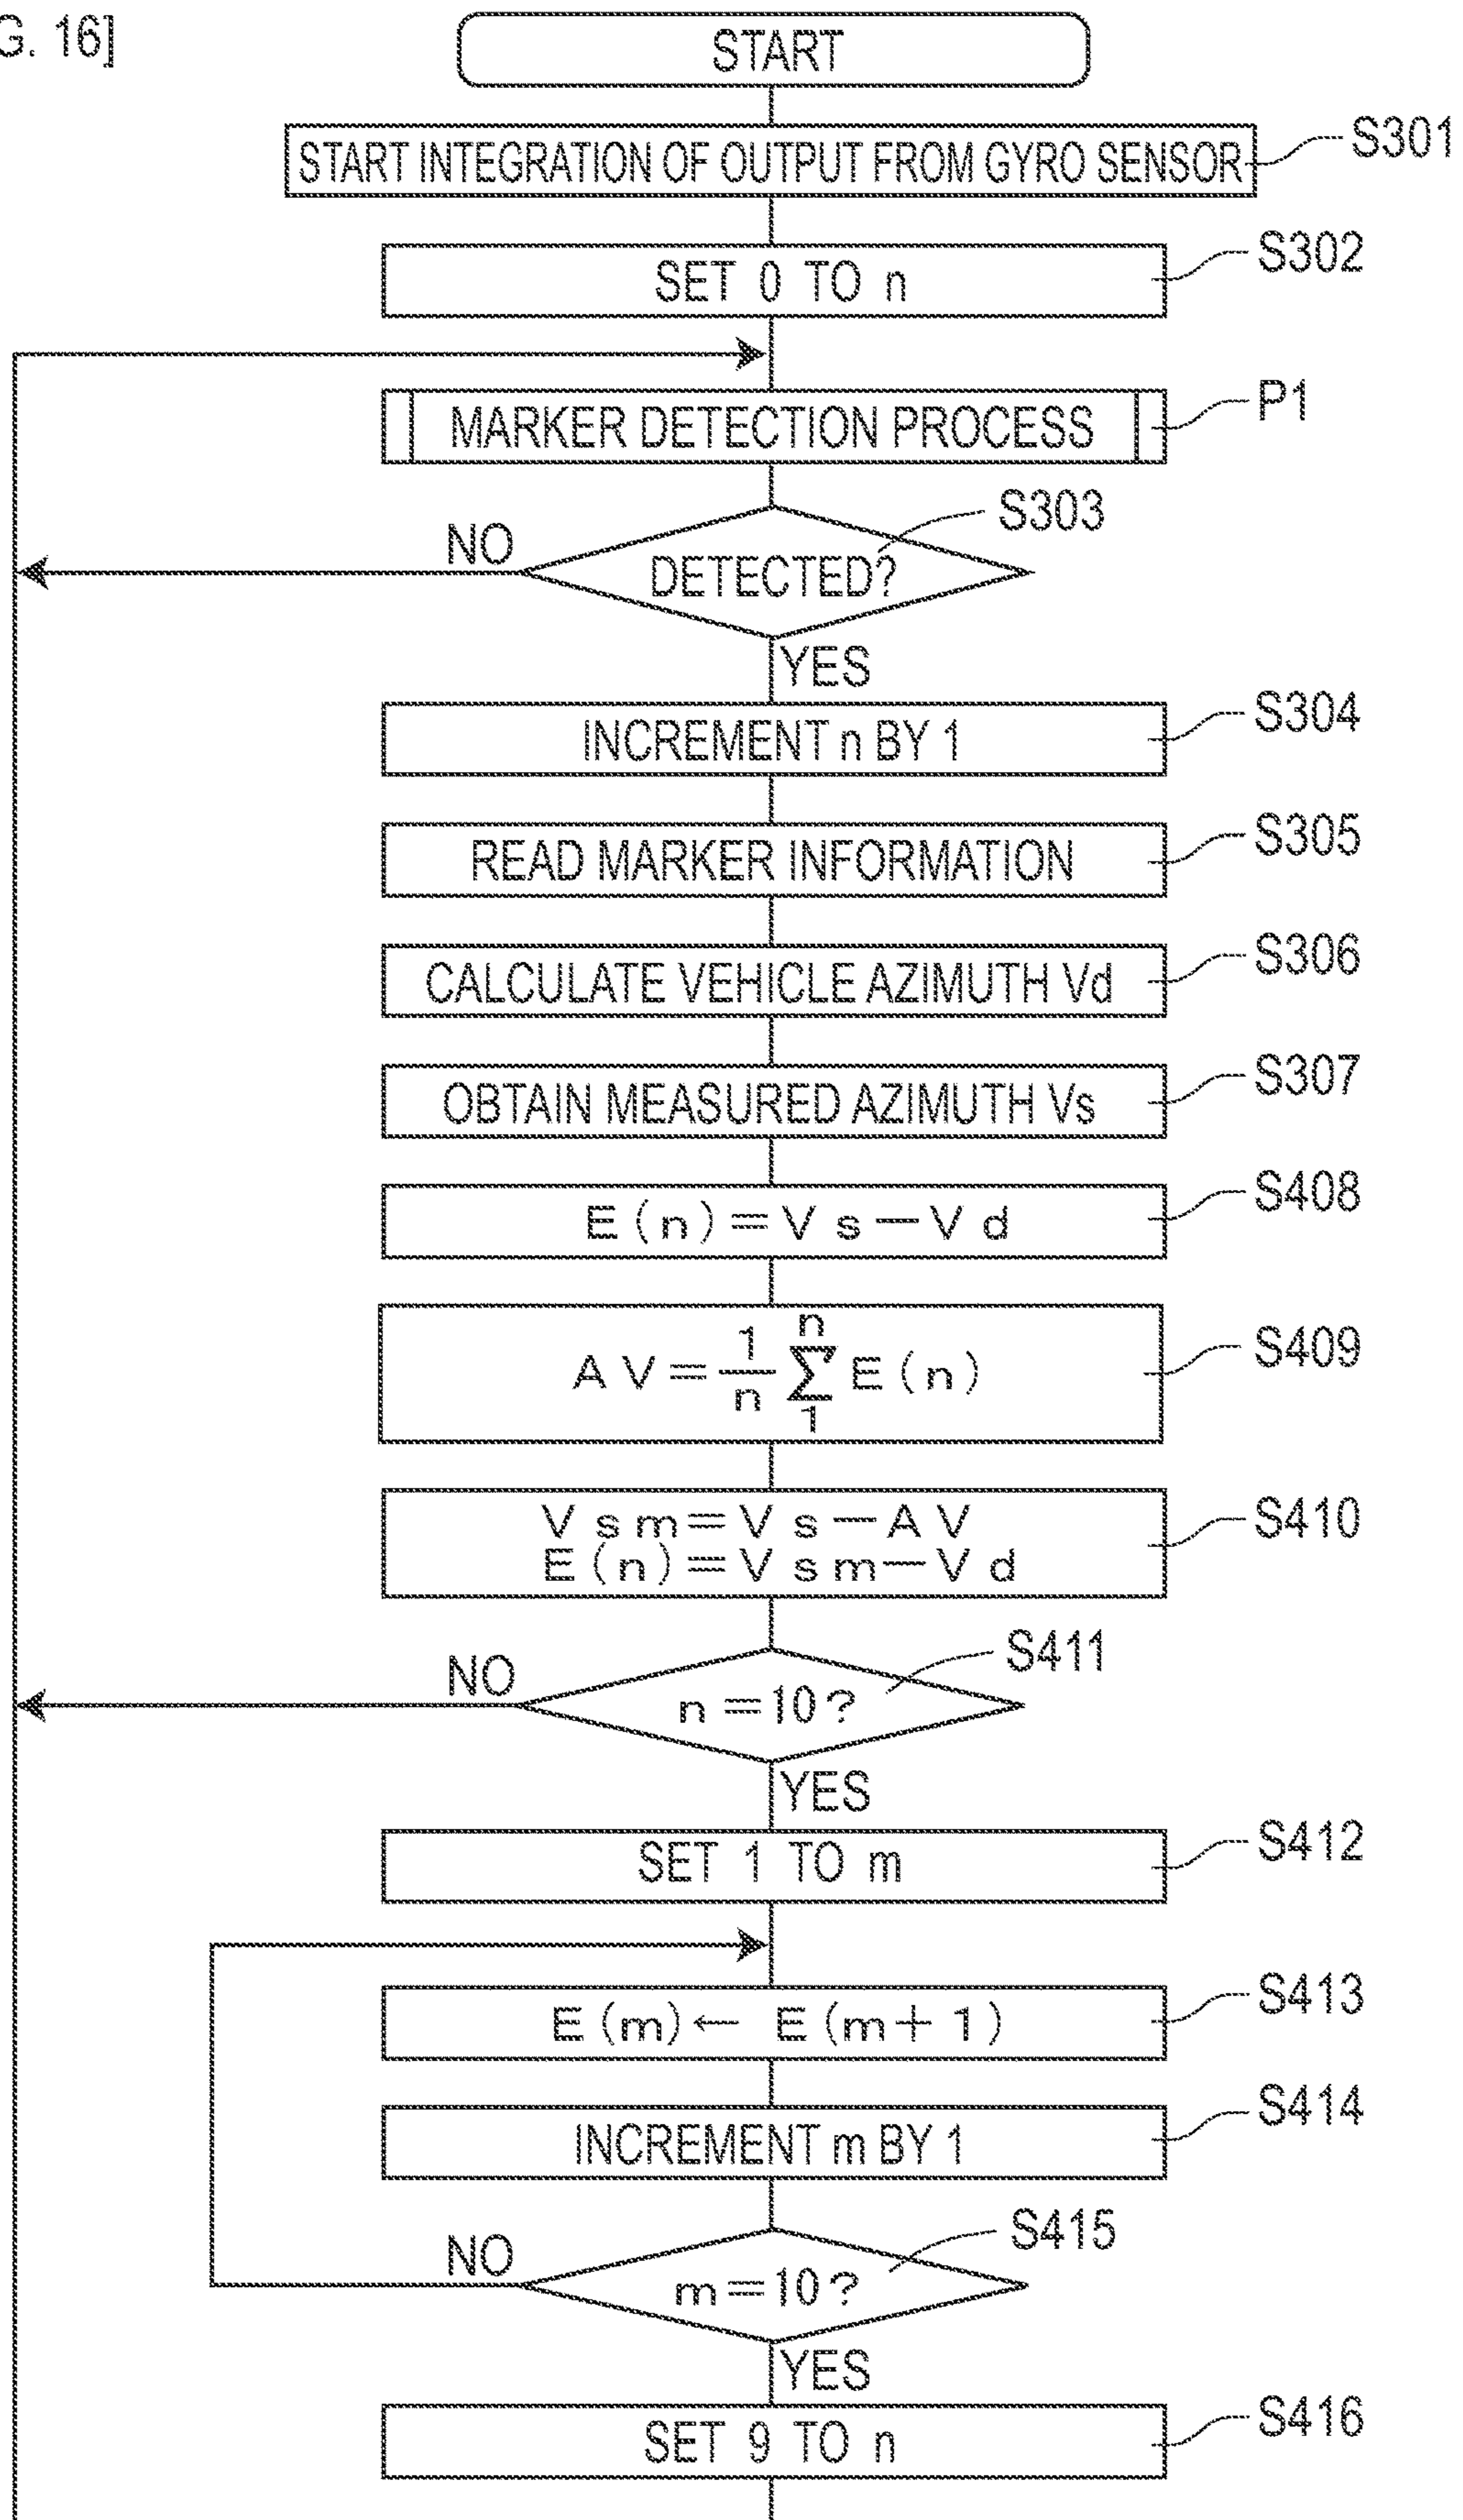 G. 16]
START
START INTEGRATION OF OUTPUT FROM GYRO SENSOR
S301
SET 0 TO n
S302
MARKER DETECTION PROCESS
P1
S303
NO
DETECTED?
YES
INCREMENT n BY 1
S304
READ MARKER INFORMATION
S305
CALCULATE VEHICLE AZIMUTH Vd
S306
OBTAIN MEASURED AZIMUTH Vs
S307
E(n)=Vs-Vd
S408
AV=1/n n∑1 E(n)
S409
Vsm=Vs-AV
E(n)=Vsm-Vd
S410
S411
NO
n=10?
YES
SET 1 TO m
S412
E(m)← E(m+1)
S413
INCREMENT m BY 1
S414
S415
NO
m=10?
YES
SET 9 TO n
S416